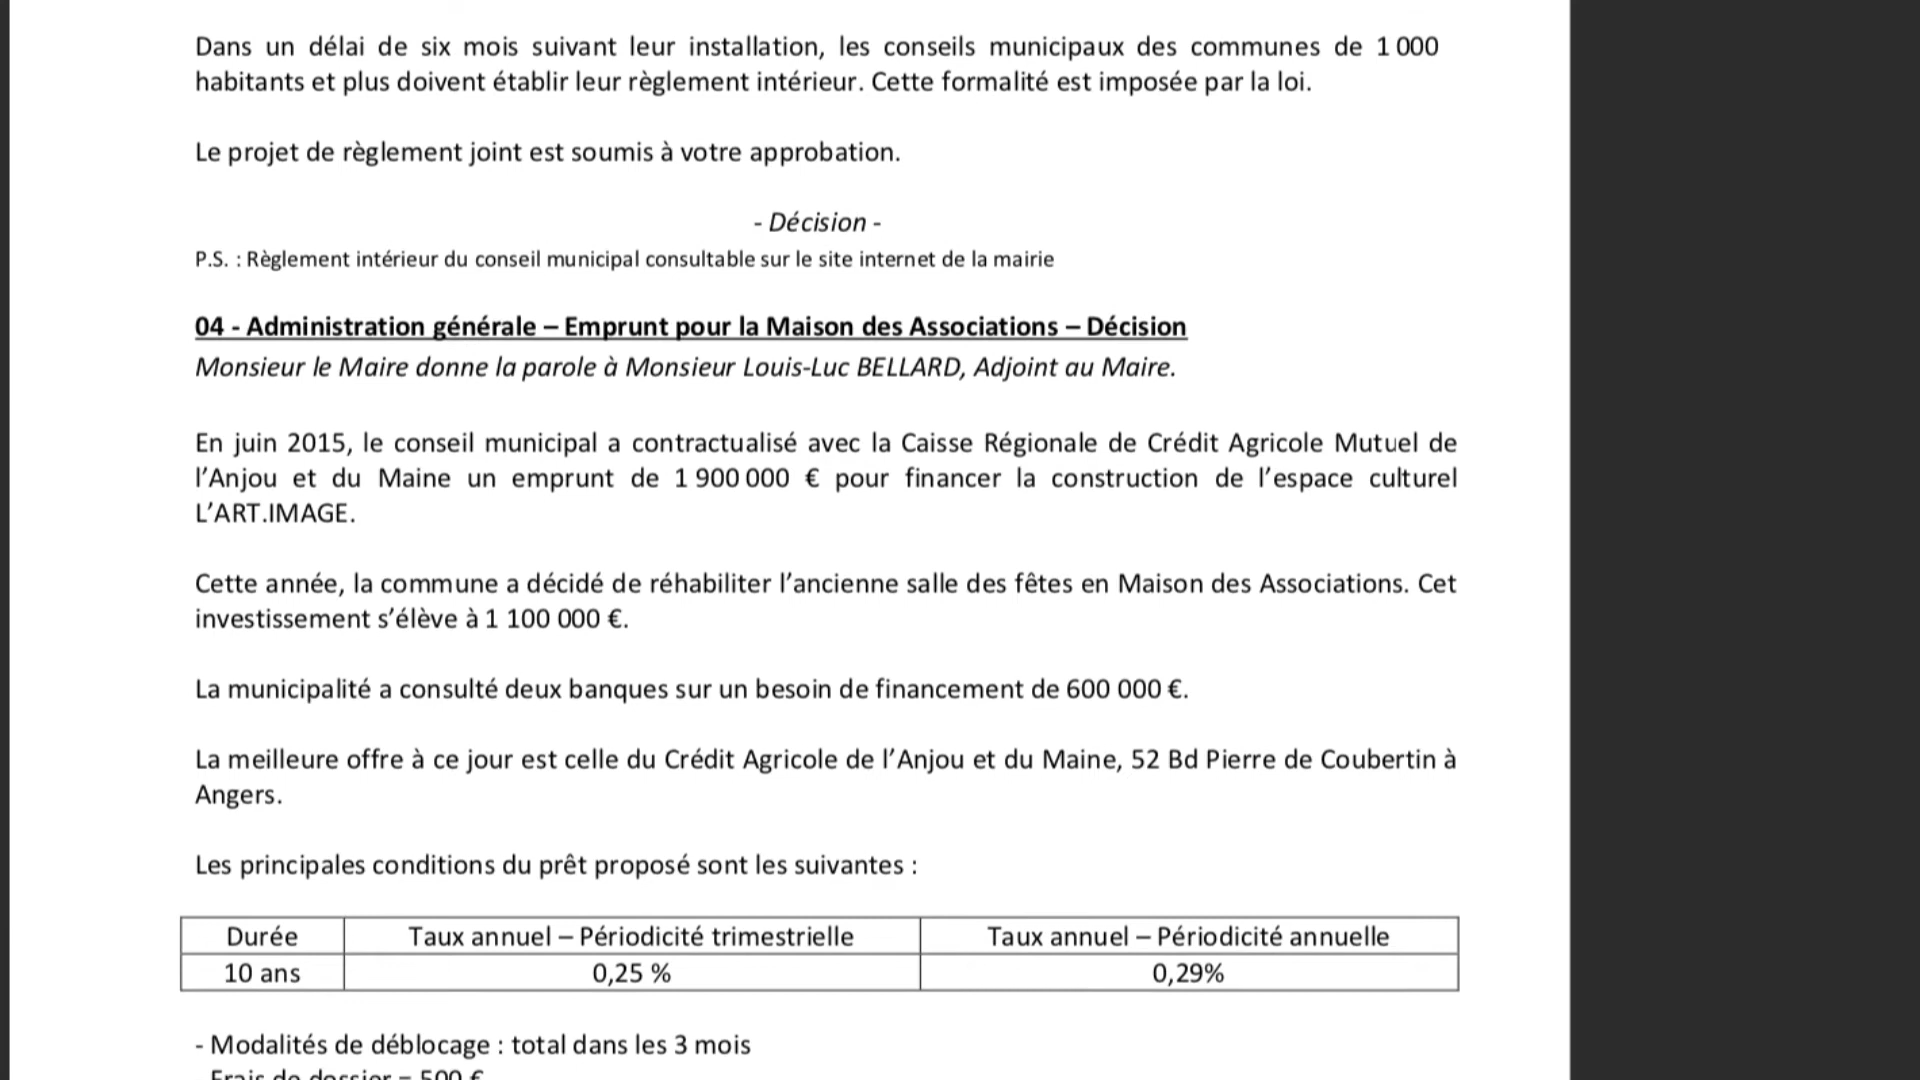 Dans un délai de six mois suivant leur installation, les conseils municipaux des communes de 1 000
habitants et plus doivent établir leur règlement intérieur. Cette formalité est imposée par la loi.
Le projet de règlement joint est soumis à votre approbation.
- Décision -
P.S. : Règlement intérieur du conseil municipal consultable sur le site internet de la mairie
04 - Administration générale – Emprunt pour la Maison des Associations – Décision
Monsieur le Maire donne la parole à Monsieur Louis-Luc BELLARD, Adjoint au Maire.
En juin 2015, le conseil municipal a contractualisé avec la Caisse Régionale de Crédit Agricole Mutuel de
l’Anjou et du Maine un emprunt de 1 900 000 € pour financer la construction de l’espace culturel
L’ART.IMAGE.
Cette année, la commune a décidé de réhabiliter l’ancienne salle des fêtes en Maison des Associations. Cet
investissement s’élève à 1 100 000 €.
La municipalité a consulté deux banques sur un besoin de financement de 600 000 €.
La meilleure offre à ce jour est celle du Crédit Agricole de l’Anjou et du Maine, 52 Bd Pierre de Coubertin à
Angers.
Les principales conditions du prêt proposé sont les suivantes :
Durée Taux annuel – Périodicité trimestrielle Taux annuel – Périodicité annuelle
10 ans 0,25 % 0,29%
- Modalités de déblocage : total dans les 3 mois
Frais de dossier = 500 €